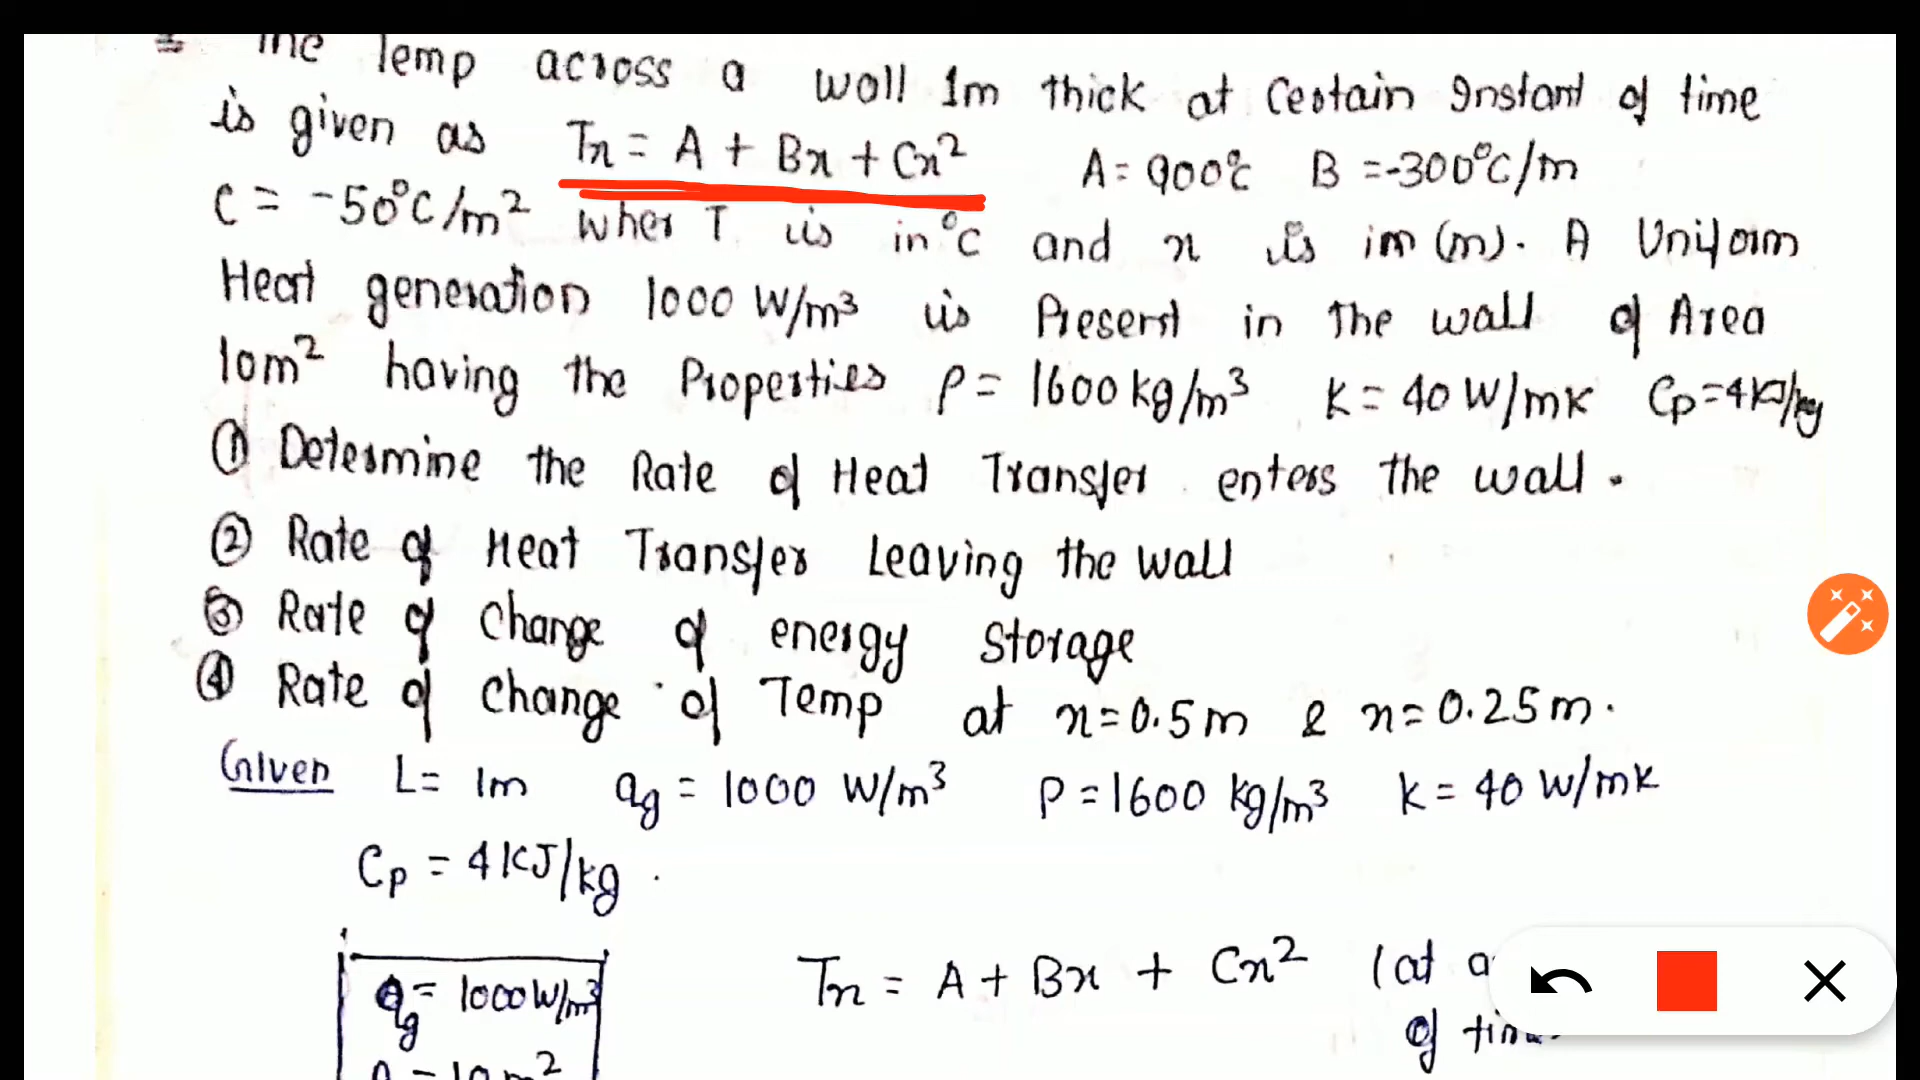 The Temp across a wall 1m thick at Certain Instant of time
is given as Tx = A + Bx + Cx² A = 900°C B = -300°C/m
C = -50°C/m² wher T is in °C and x is im (m). A Uniform
Heat generation 1000 W/m³ is Present in the wall of Area
10m² having the Properties ρ = 1600 kg/m³ K = 40 W/mK Cp = 4KJ/kg
① Determine the Rate of Heat Transfer enters the wall.
② Rate of Heat Transfer Leaving the wall
③ Rate of Change of energy Storage
④ Rate of Change of Temp at x = 0.5m & x = 0.25m.
Given L = 1m qg = 1000 W/m³ ρ = 1600 kg/m³ K = 40 W/mK
Cp = 4KJ/kg.
qg = 1000W/m³ Tx = A + Bx + Cx² (at a
of time
A = 10m²